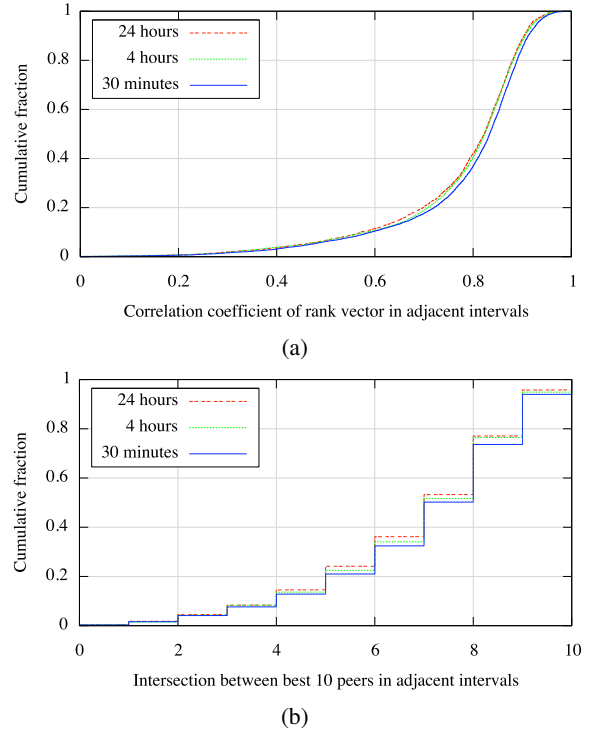 1
0.8
0.6
0.4
0.2
0
Cumulative fraction
24 hours
4 hours
30 minutes
0 0.2 0.4 0.6 0.8 1
Correlation coefficient of rank vector in adjacent intervals
(a)
1
0.8
0.6
0.4
0.2
0
Cumulative fraction
24 hours
4 hours
30 minutes
0 2 4 6 8 10
Intersection between best 10 peers in adjacent intervals
(b)